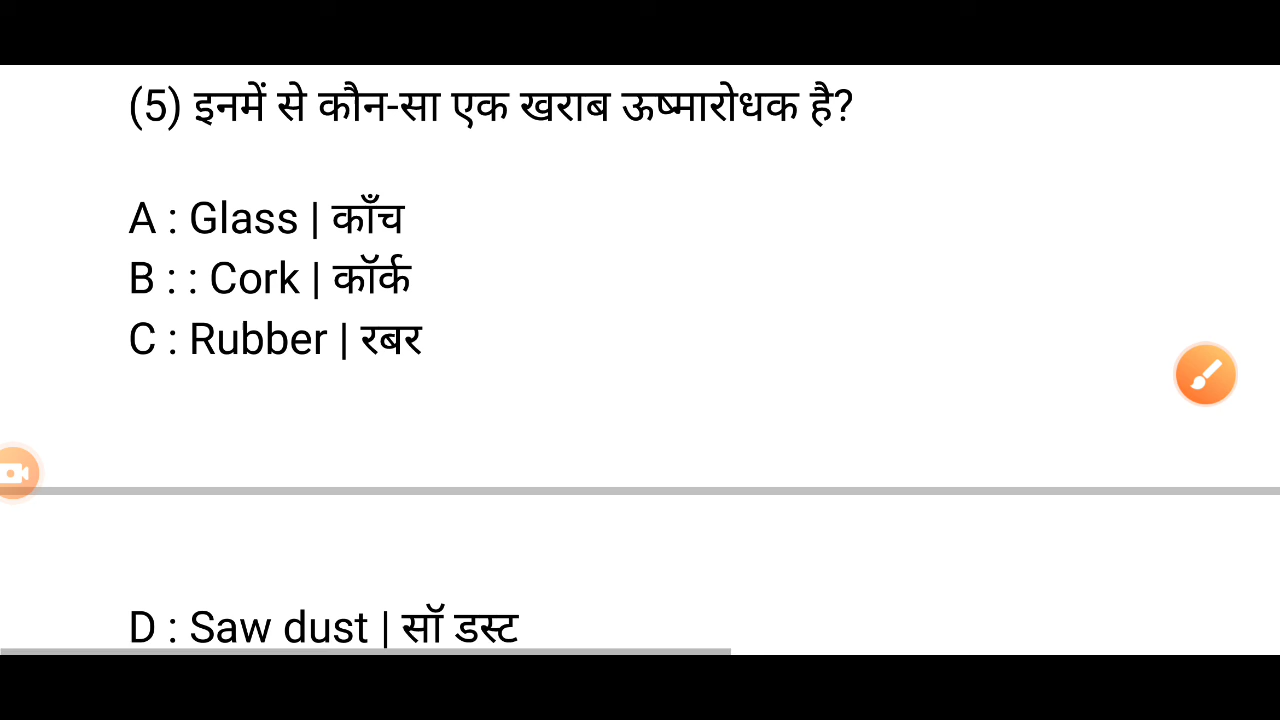 (5) इनमें से कौन-सा एक खराब ऊष्मारोधक है?
A : Glass | काँच
B : : Cork | कॉर्क
C : Rubber | रबर
D : Saw dust | सॉ डस्ट